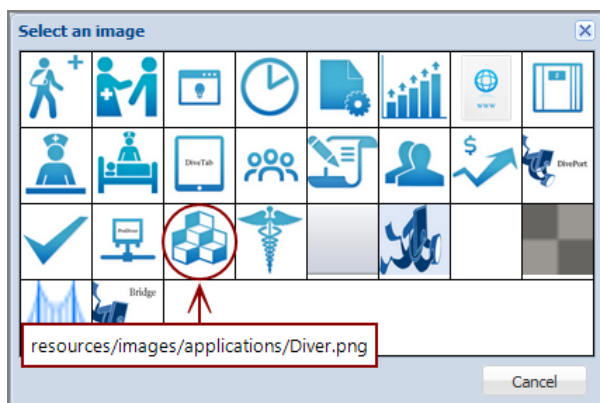 Select an image
www
DiveTab
$
DivePort
ProDiver
Bridge
resources/images/applications/Diver.png
Cancel